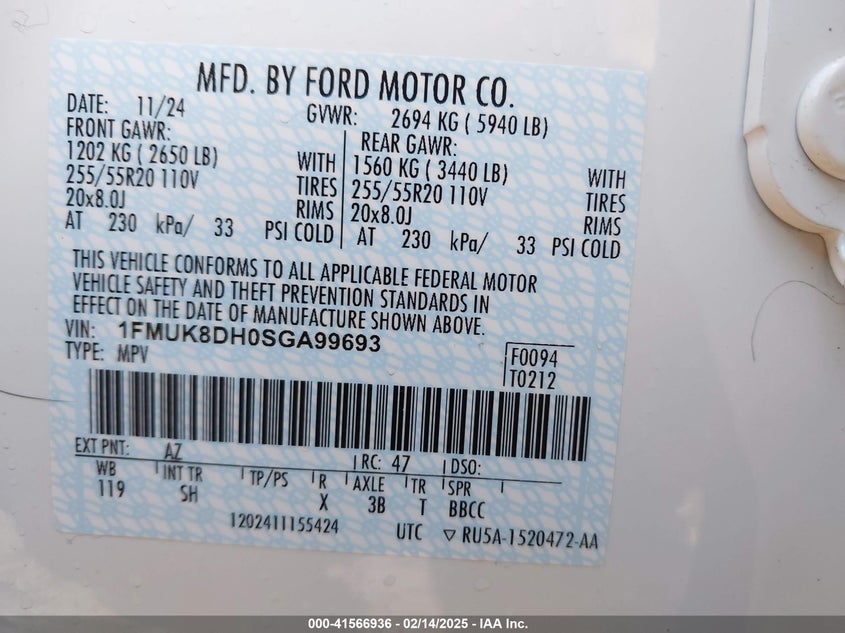 MFD. BY FORD MOTOR CO.
DATE: 11/24 GVWR: 2694 KG ( 5940 LB)
FRONT GAWR: REAR GAWR:
1202 KG ( 2650 LB) WITH 1560 KG ( 3440 LB) WITH
255/55R20 110V TIRES 255/55R20 110V TIRES
20x8.0J RIMS 20x8.0J RIMS
AT 230 kPa/ 33 PSI COLD AT 230 kPa/ 33 PSI COLD
THIS VEHICLE CONFORMS TO ALL APPLICABLE FEDERAL MOTOR
VEHICLE SAFETY AND THEFT PREVENTION STANDARDS IN
EFFECT ON THE DATE OF MANUFACTURE SHOWN ABOVE.
VIN: 1FMUK8DH0SGA99693
TYPE: MPV
F0094
T0212
EXT PNT: AZ RC: 47 DSO:
WB INT TR TP/PS R AXLE TR SPR
119 SH X 3B T BBCC
1202411155424 UTC ▽ RU5A-1520472-AA
000-41566936 - 02/14/2025 - IAA Inc.